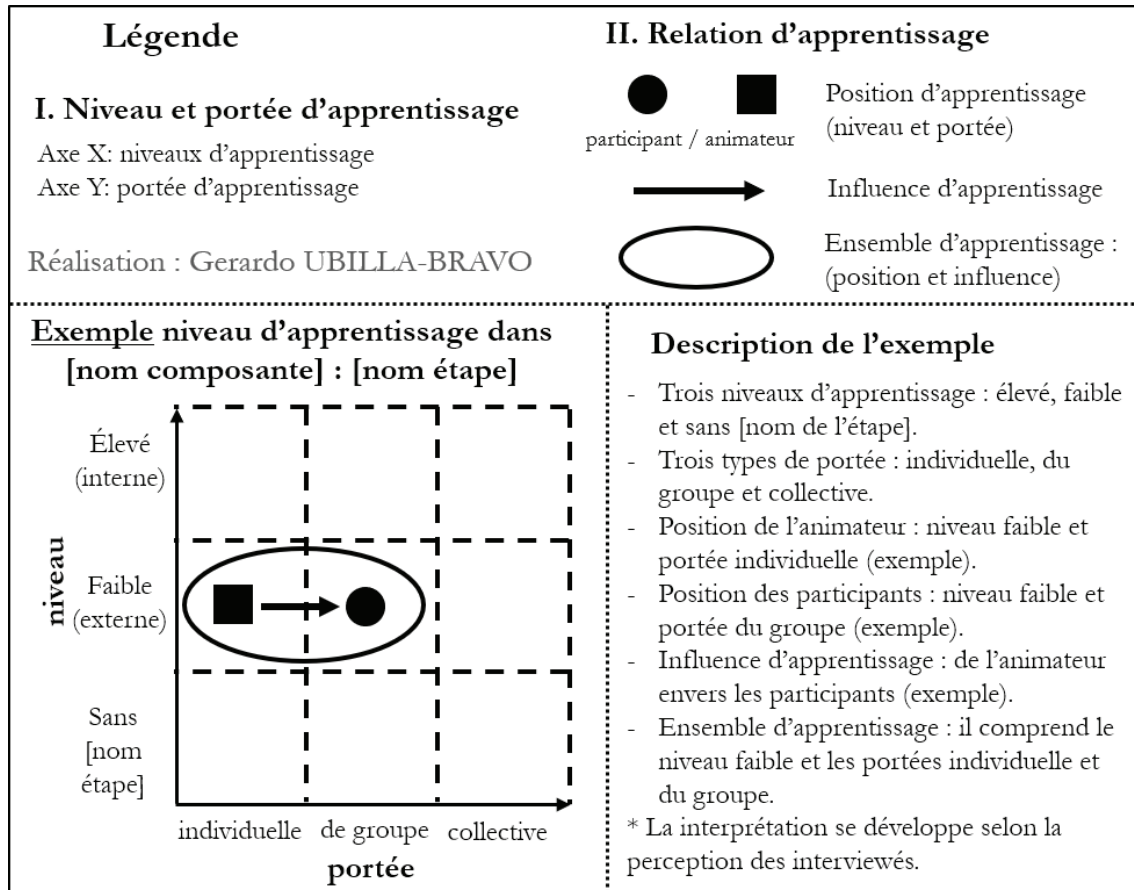 Légende
I. Niveau et portée d'apprentissage
Axe X: niveaux d'apprentissage
Axe Y: portée d'apprentissage
Réalisation : Gerardo UBILLA-BRAVO
II. Relation d'apprentissage
participant / animateur
Position d'apprentissage
(niveau et portée)
Influence d'apprentissage
Ensemble d'apprentissage :
(position et influence)
Exemple niveau d'apprentissage dans
[nom composante] : [nom étape]
niveau
Élevé
(interne)
Faible
(externe)
Sans
[nom
étape]
individuelle
de groupe
collective
portée
Description de l'exemple
- Trois niveaux d'apprentissage : élevé, faible
et sans [nom de l'étape].
- Trois types de portée : individuelle, du
groupe et collective.
- Position de l'animateur : niveau faible et
portée individuelle (exemple).
- Position des participants : niveau faible et
portée du groupe (exemple).
- Influence d'apprentissage : de l'animateur
envers les participants (exemple).
- Ensemble d'apprentissage : il comprend le
niveau faible et les portées individuelle et
du groupe.
* La interprétation se développe selon la
perception des interviewés.